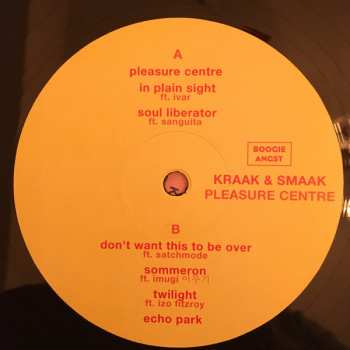 A
pleasure centre
in plain sight
ft. ivar
soul liberator
ft. sanguita
BOOGIE
ANGST
KRAAK & SMAAK
PLEASURE CENTRE
B
don't want this to be over
ft. satchmode
sommeron
ft. imugi 이무기
twilight
ft. izo fitzroy
echo park